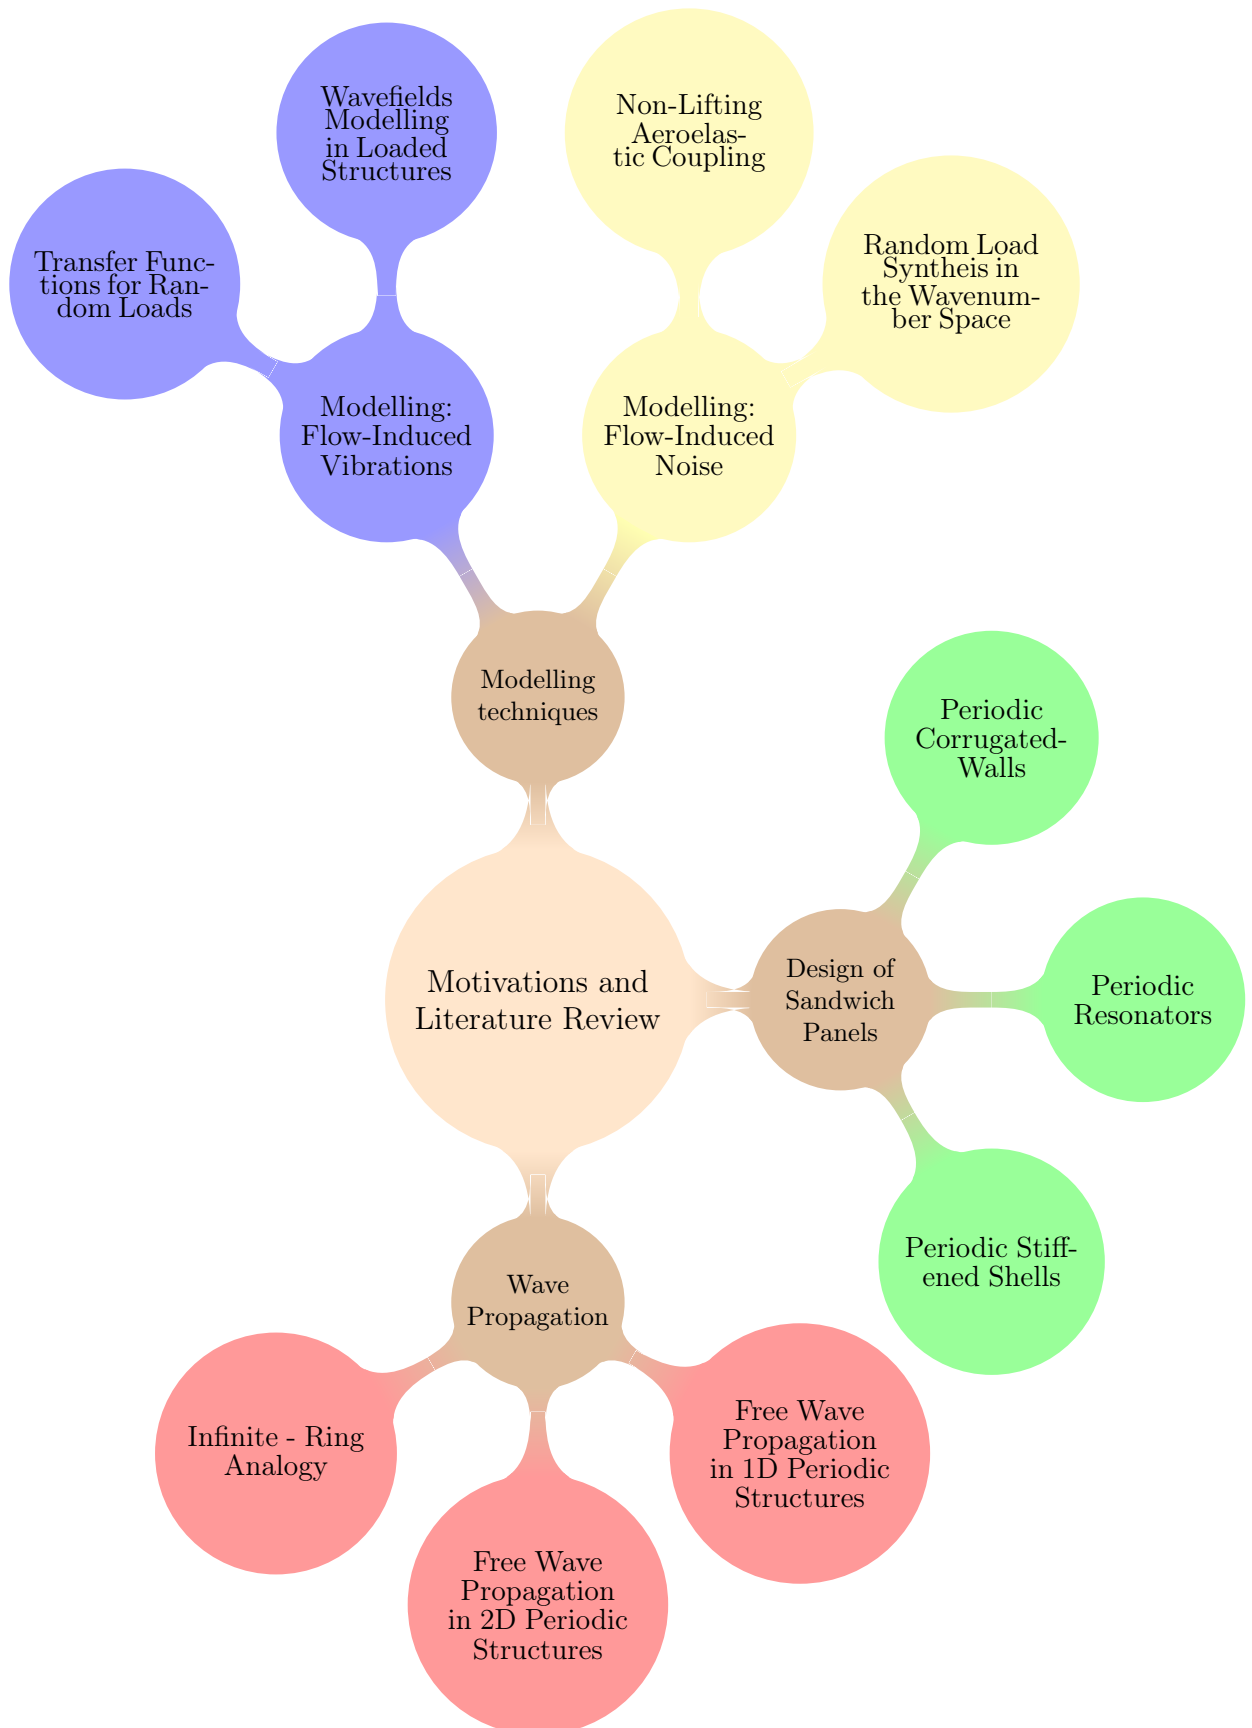 Wavefields
Modelling
in Loaded
Structures
Non-Lifting
Aeroelas-
tic Coupling
Transfer Func-
tions for Ran-
dom Loads
Random Load
Syntheis in
the Wavenum-
ber Space
Modelling:
Flow-Induced
Vibrations
Modelling:
Flow-Induced
Noise
Modelling
techniques
Periodic
Corrugated-
Walls
Motivations and
Literature Review
Design of
Sandwich
Panels
Periodic
Resonators
Periodic Stiff-
ened Shells
Wave
Propagation
Infinite - Ring
Analogy
Free Wave
Propagation
in 1D Periodic
Structures
Free Wave
Propagation
in 2D Periodic
Structures